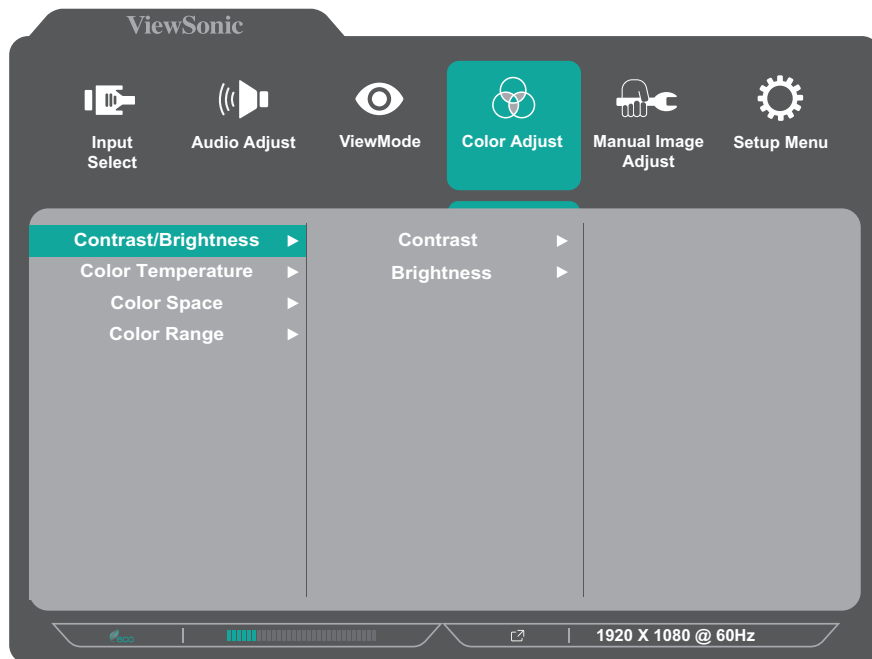 ViewSonic
Input Select
Audio Adjust
ViewMode
Color Adjust
Manual Image Adjust
Setup Menu
Contrast/Brightness
Contrast
Color Temperature
Brightness
Color Space
Color Range
eco
1920 X 1080 @ 60Hz